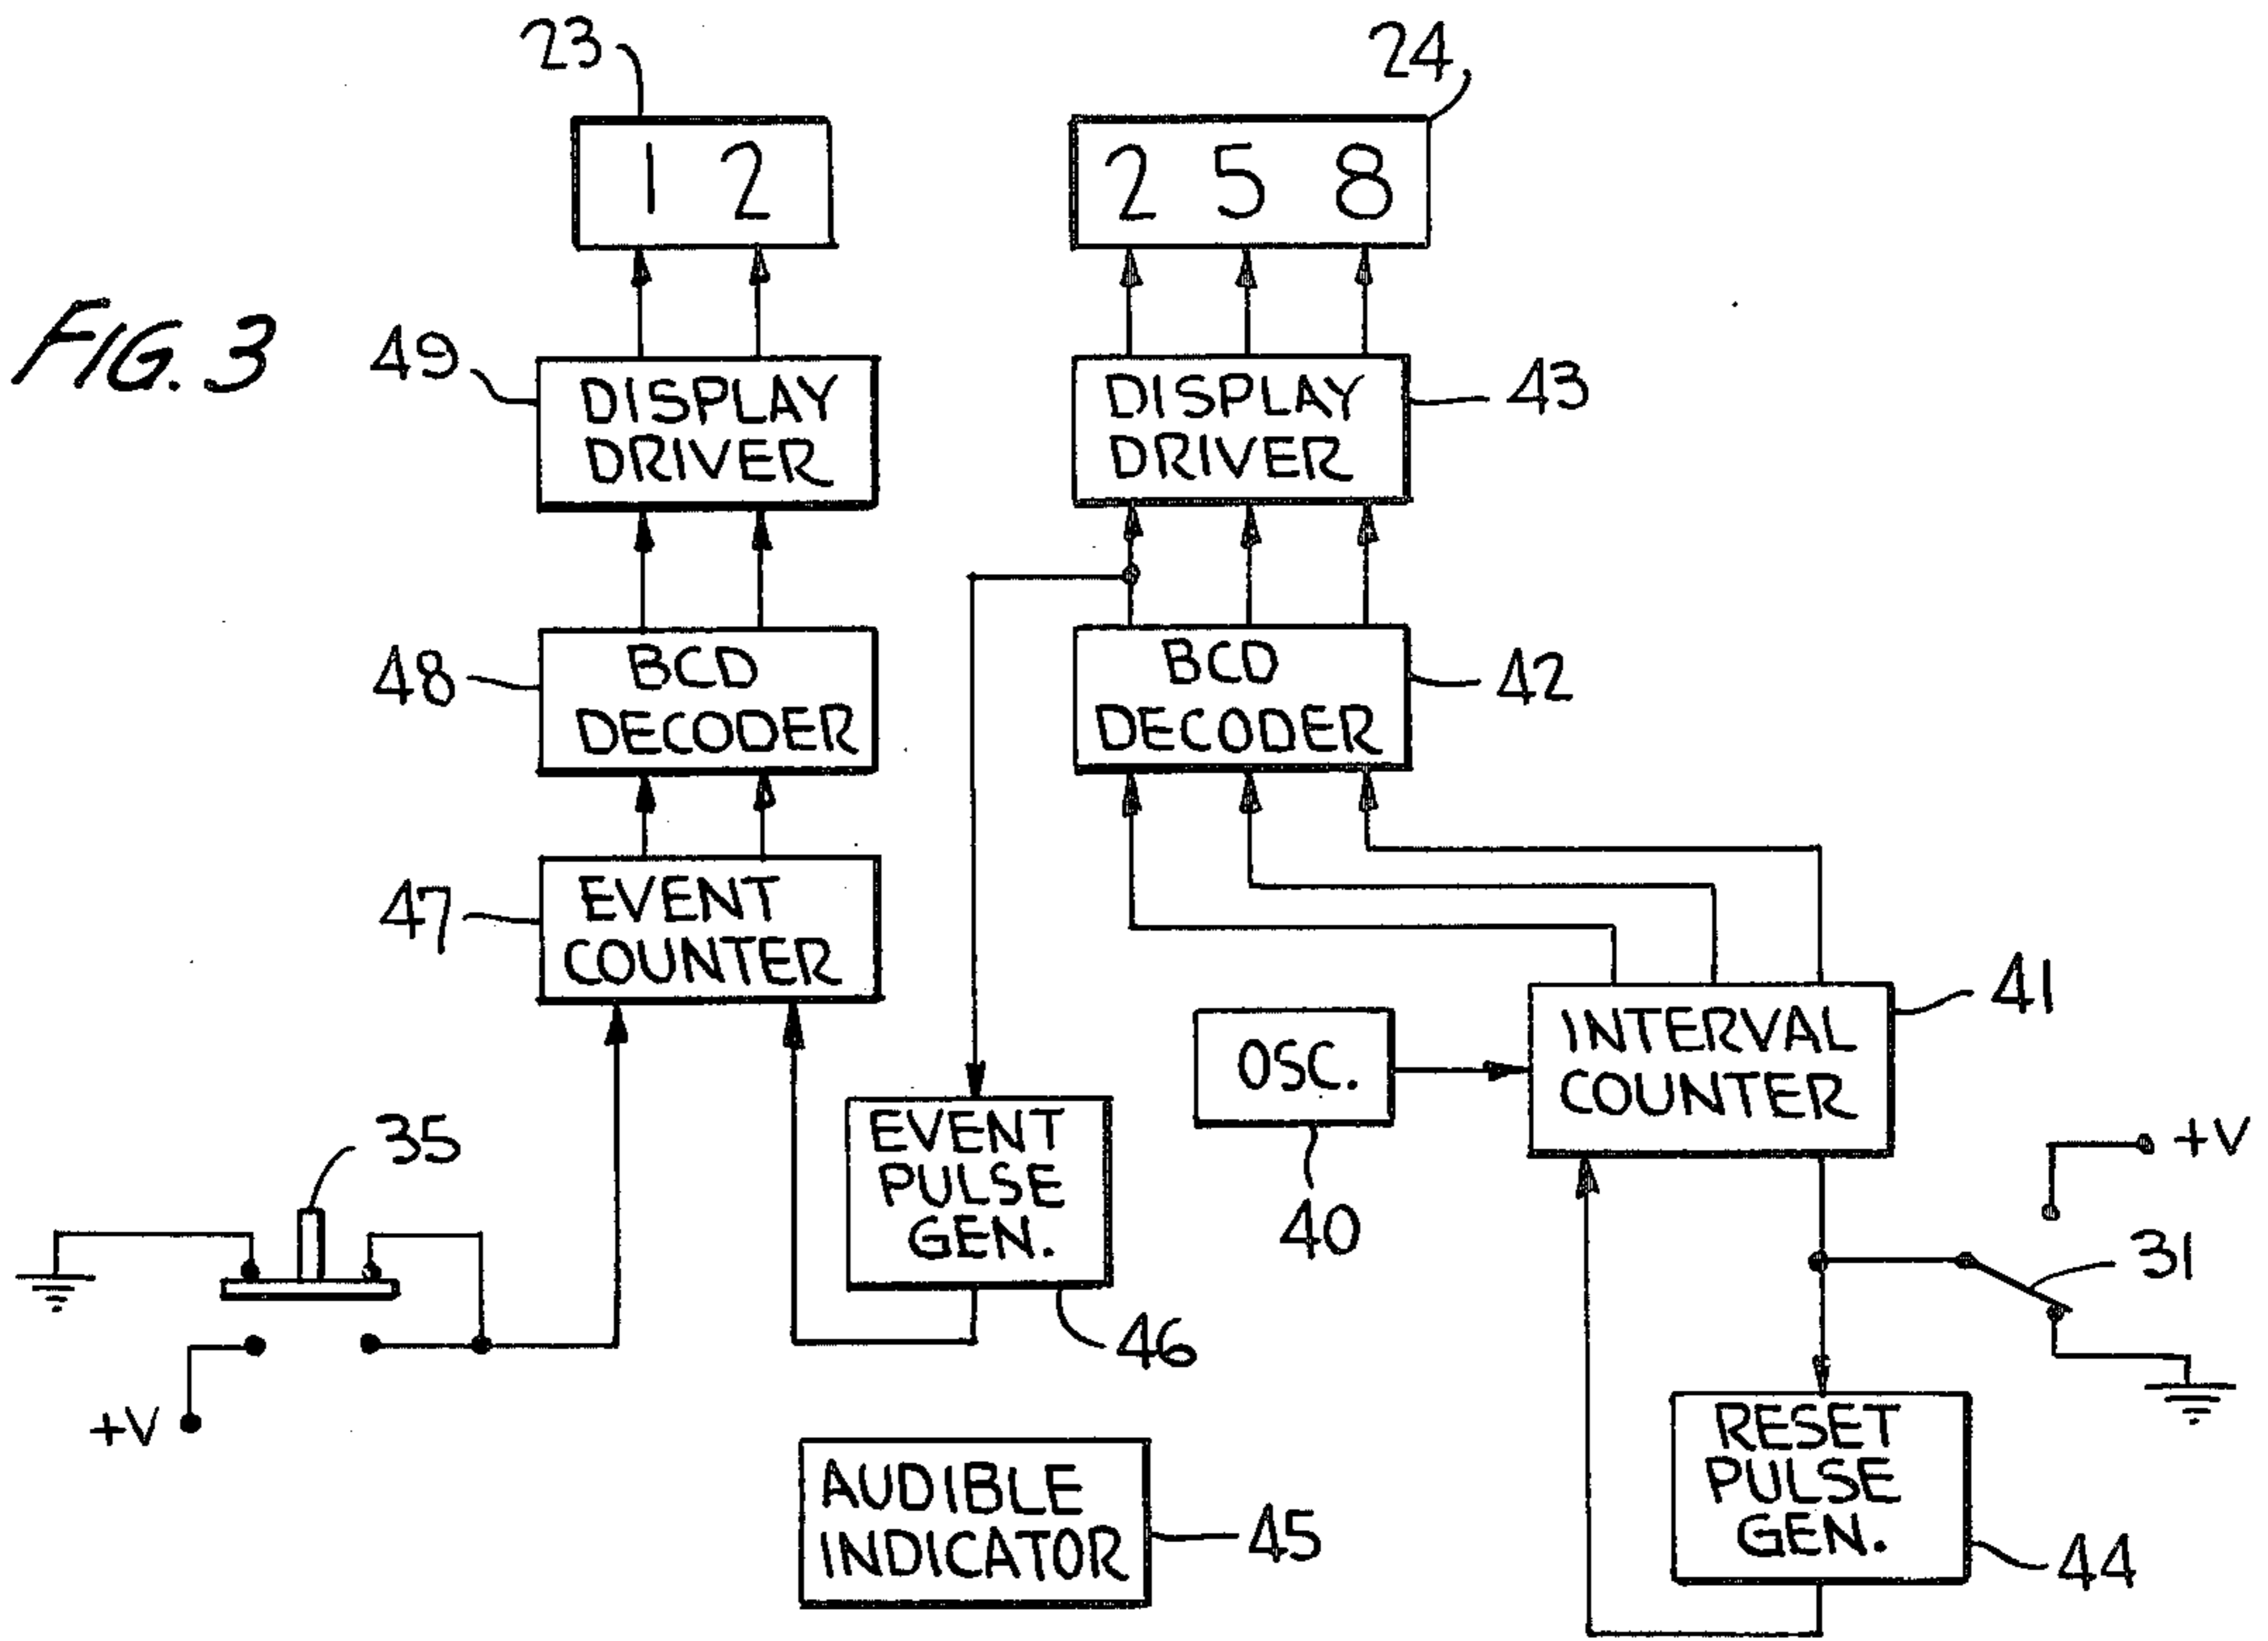 23
24
1 2
2 5 8
FIG. 3
49
DISPLAY
DRIVER
DISPLAY
DRIVER
43
48
BCD
DECODER
BCD
DECODER
42
47
EVENT
COUNTER
41
INTERVAL
COUNTER
OSC.
40
35
EVENT
PULSE
GEN.
46
+V
31
+V
RESET
PULSE
GEN.
44
AUDIBLE
INDICATOR
45